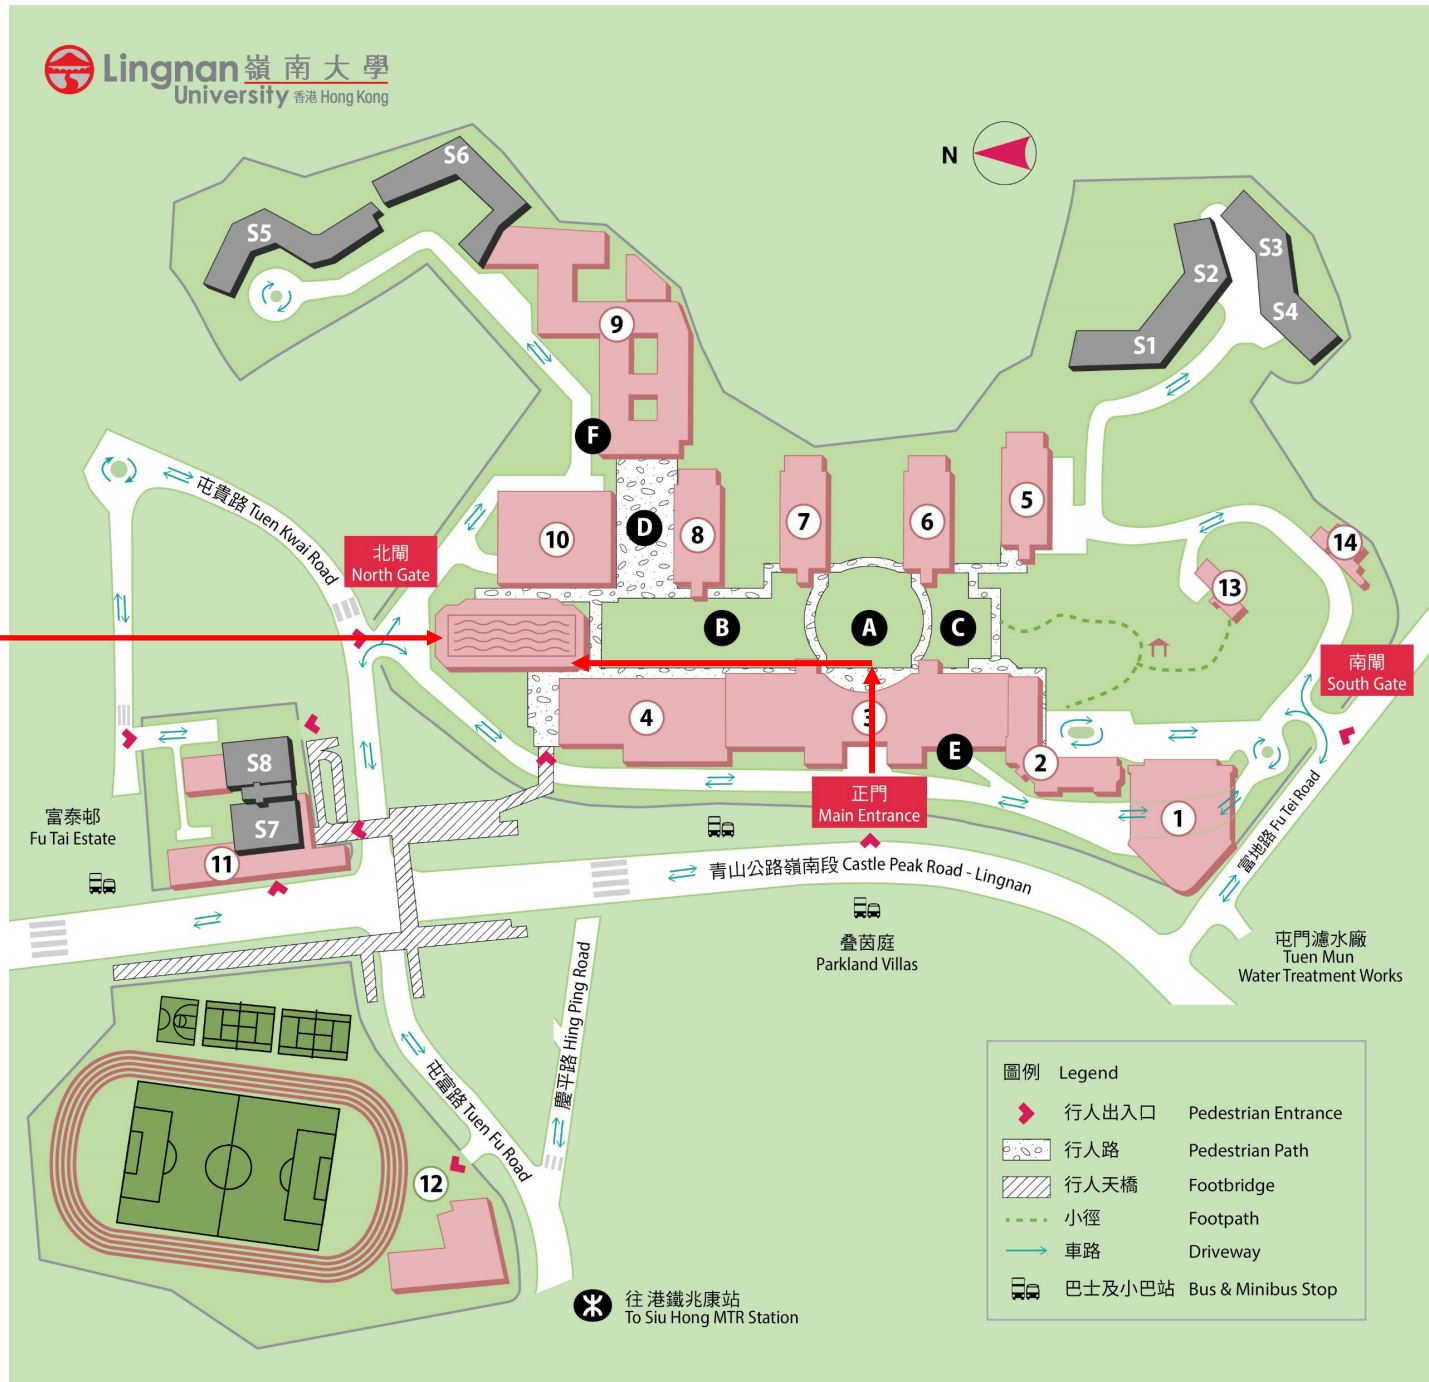 Lingnan 嶺南大學
University 香港 Hong Kong
N
S6
S5
S3
S2
S4
S1
9
F
屯貴路 Tuen Kwai Road
北閘
North Gate
10
D
8
7
6
5
14
13
B
A
C
南閘
South Gate
4
3
E
2
1
S8
S7
11
富泰邨
Fu Tai Estate
正門
Main Entrance
青山公路嶺南段 Castle Peak Road - Lingnan
富地路 Fu Tei Road
叠茵庭
Parkland Villas
屯門濾水廠
Tuen Mun
Water Treatment Works
慶平路 Hing Ping Road
屯富路 Tuen Fu Road
12
往 港鐵兆康站
To Siu Hong MTR Station
圖例 Legend
行人出入口 Pedestrian Entrance
行人路 Pedestrian Path
行人天橋 Footbridge
小徑 Footpath
車路 Driveway
巴士及小巴站 Bus & Minibus Stop